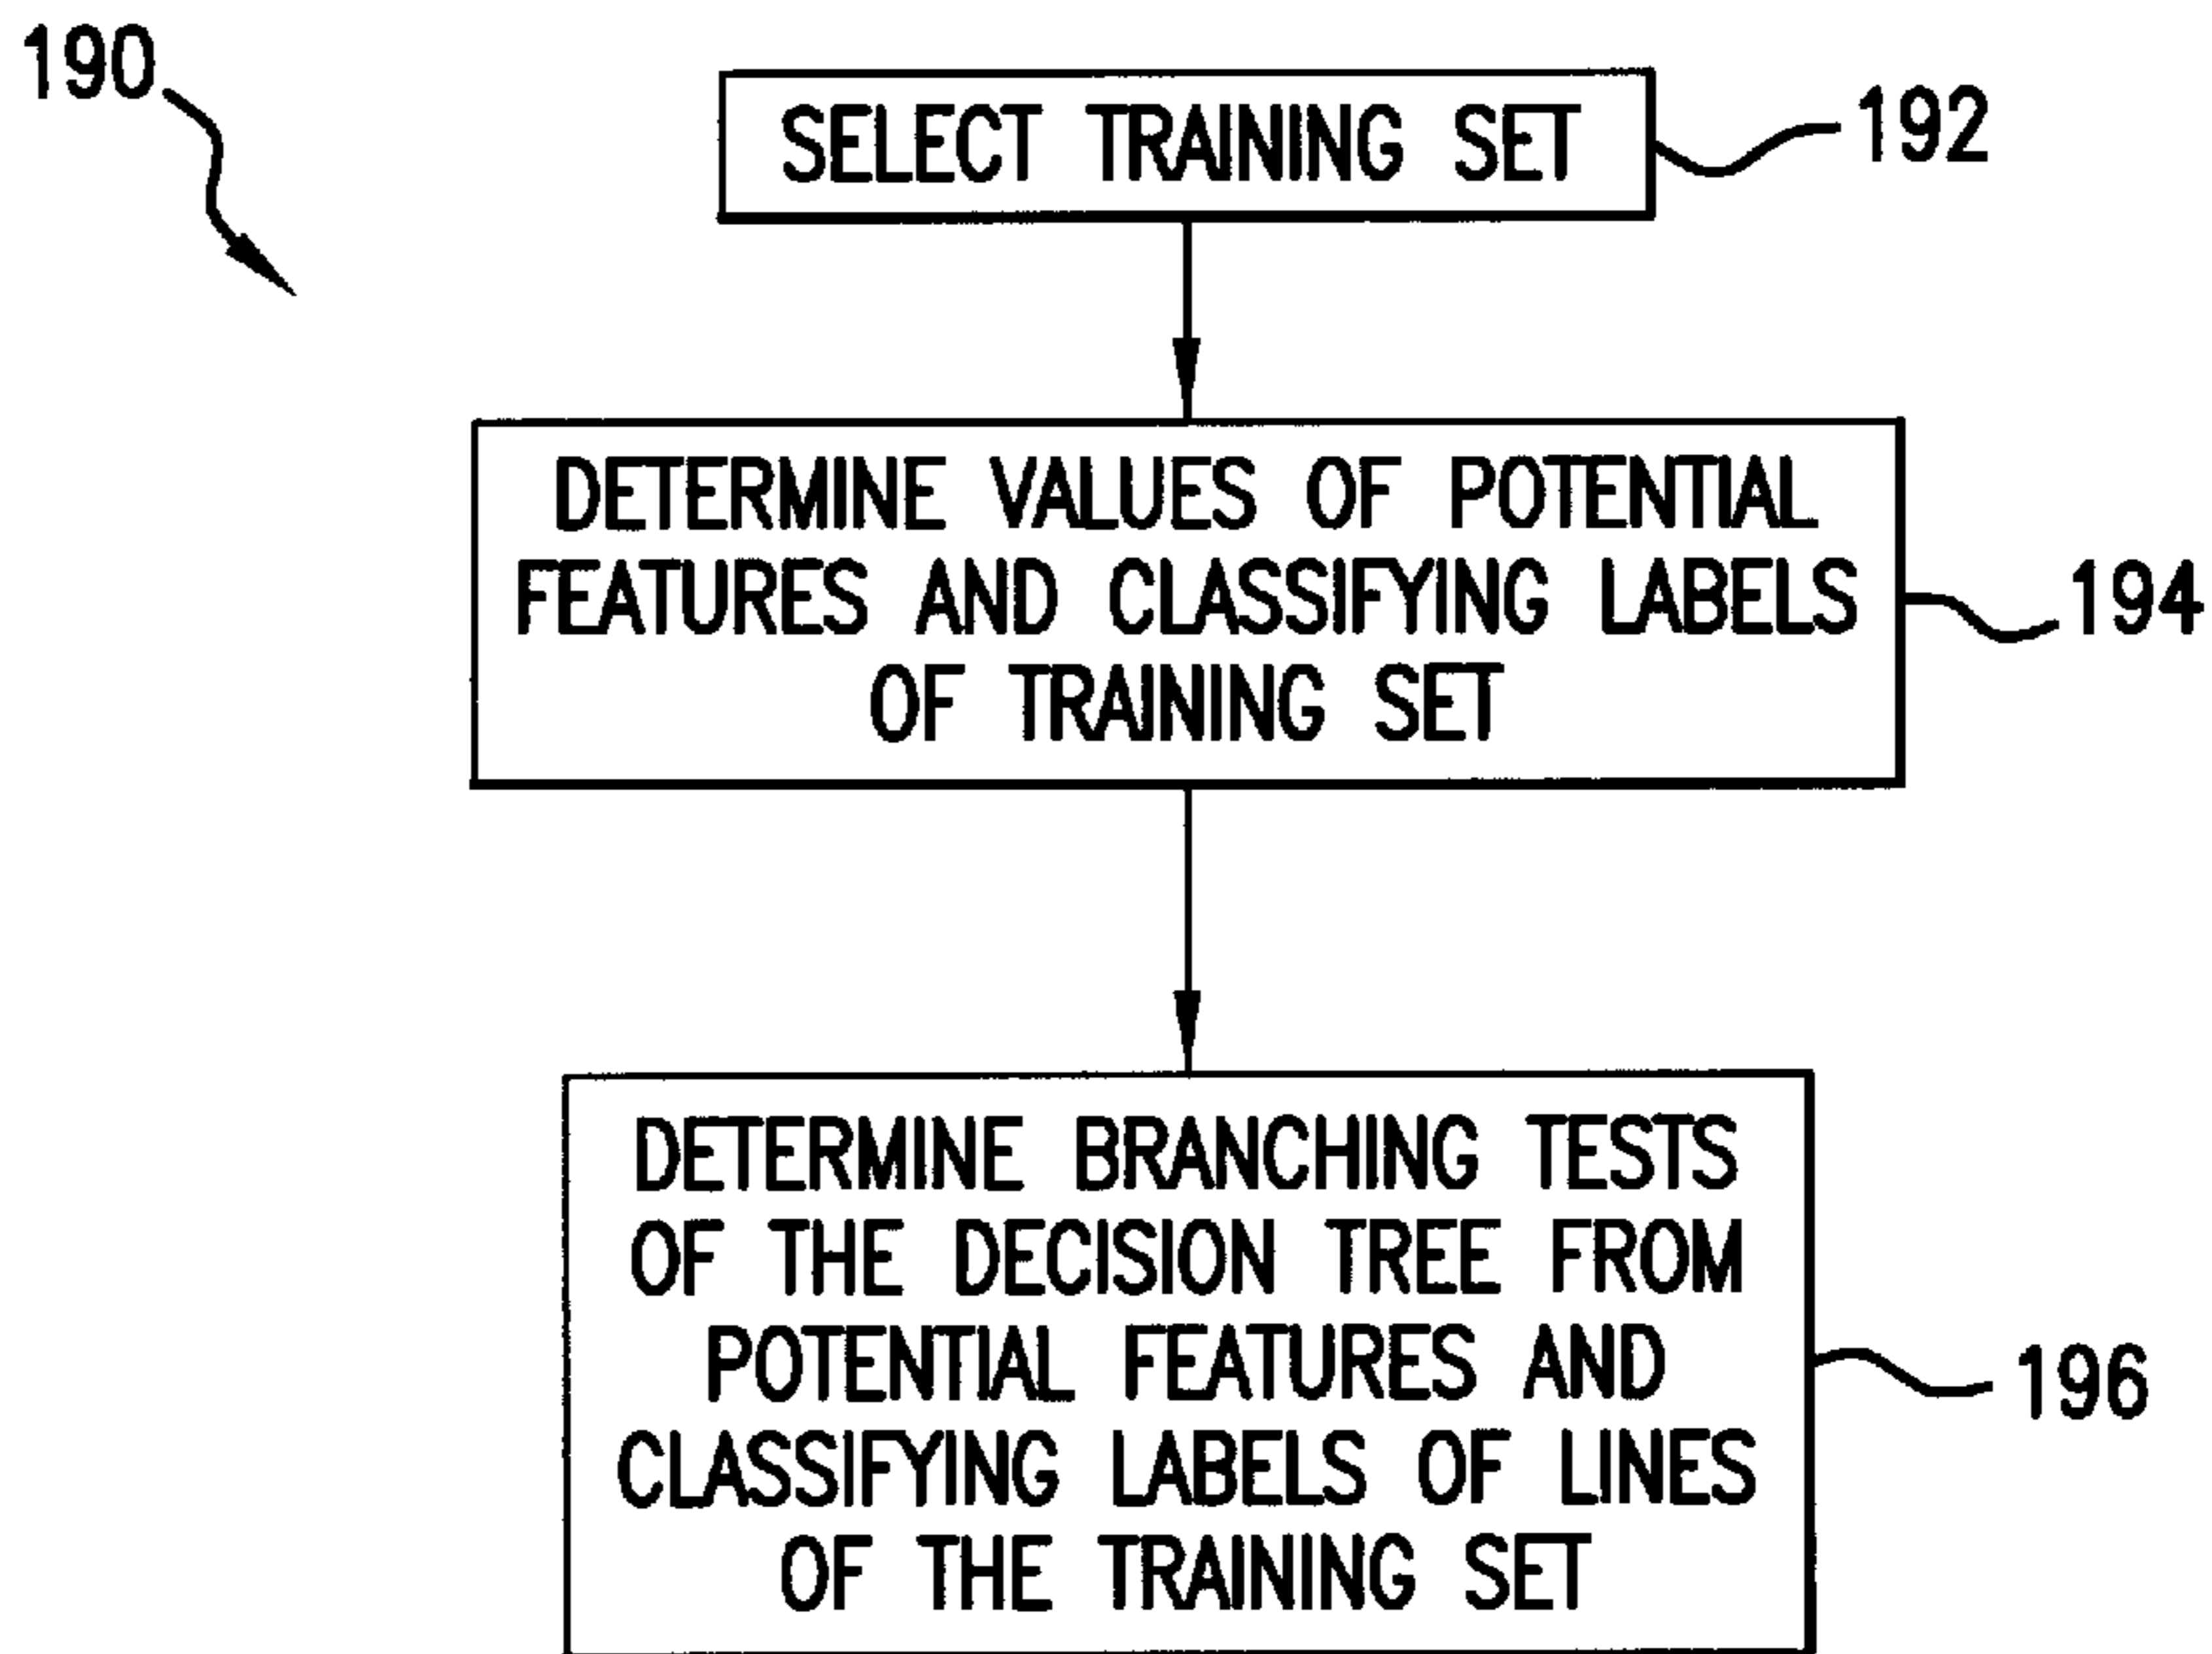 190
SELECT TRAINING SET
192
DETERMINE VALUES OF POTENTIAL
FEATURES AND CLASSIFYING LABELS
OF TRAINING SET
194
DETERMINE BRANCHING TESTS
OF THE DECISION TREE FROM
POTENTIAL FEATURES AND
CLASSIFYING LABELS OF LINES
OF THE TRAINING SET
196